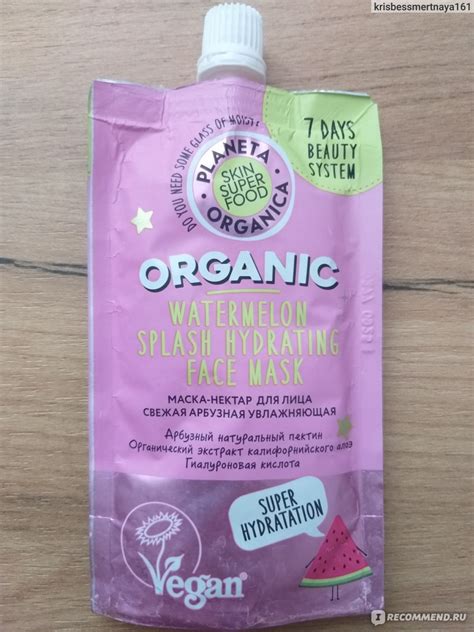 krisbessmertnaya161
DO YOU NEED SOME GLASS OF MOIST
PLANETA
SKIN SUPER
FOOD
ORGANICA
7 DAYS
BEAUTY
SYSTEM
ORGANIC
WATERMELON
SPLASH HYDRATING
FACE MASK
МАСКА-НЕКТАР ДЛЯ ЛИЦА
СВЕЖАЯ АРБУЗНАЯ УВЛАЖНЯЮЩАЯ
Арбузный натуральный пектин
Органический экстракт калифорнийского алоэ
Гиалуроновая кислота
SUPER
HYDRATATION
Vegan
IRECOMMEND.RU